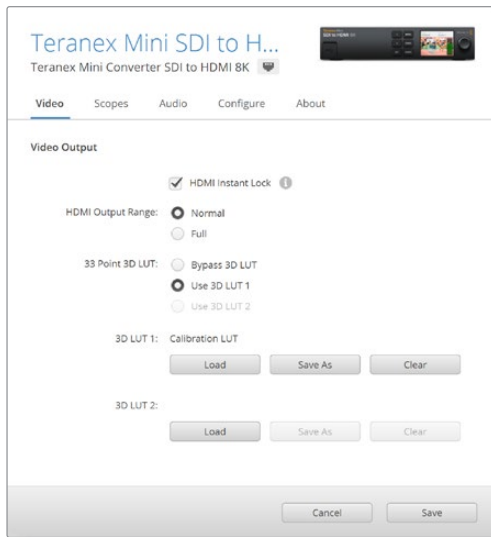 Teranex Mini SDI to H...
Teranex Mini Converter SDI to HDMI 8K
Video Scopes Audio Configure About
Video Output
HDMI Instant Lock
HDMI Output Range: Normal
Full
33 Point 3D LUT: Bypass 3D LUT
Use 3D LUT 1
Use 3D LUT 2
3D LUT 1: Calibration LUT
Load Save As Clear
3D LUT 2:
Load Save As Clear
Cancel Save